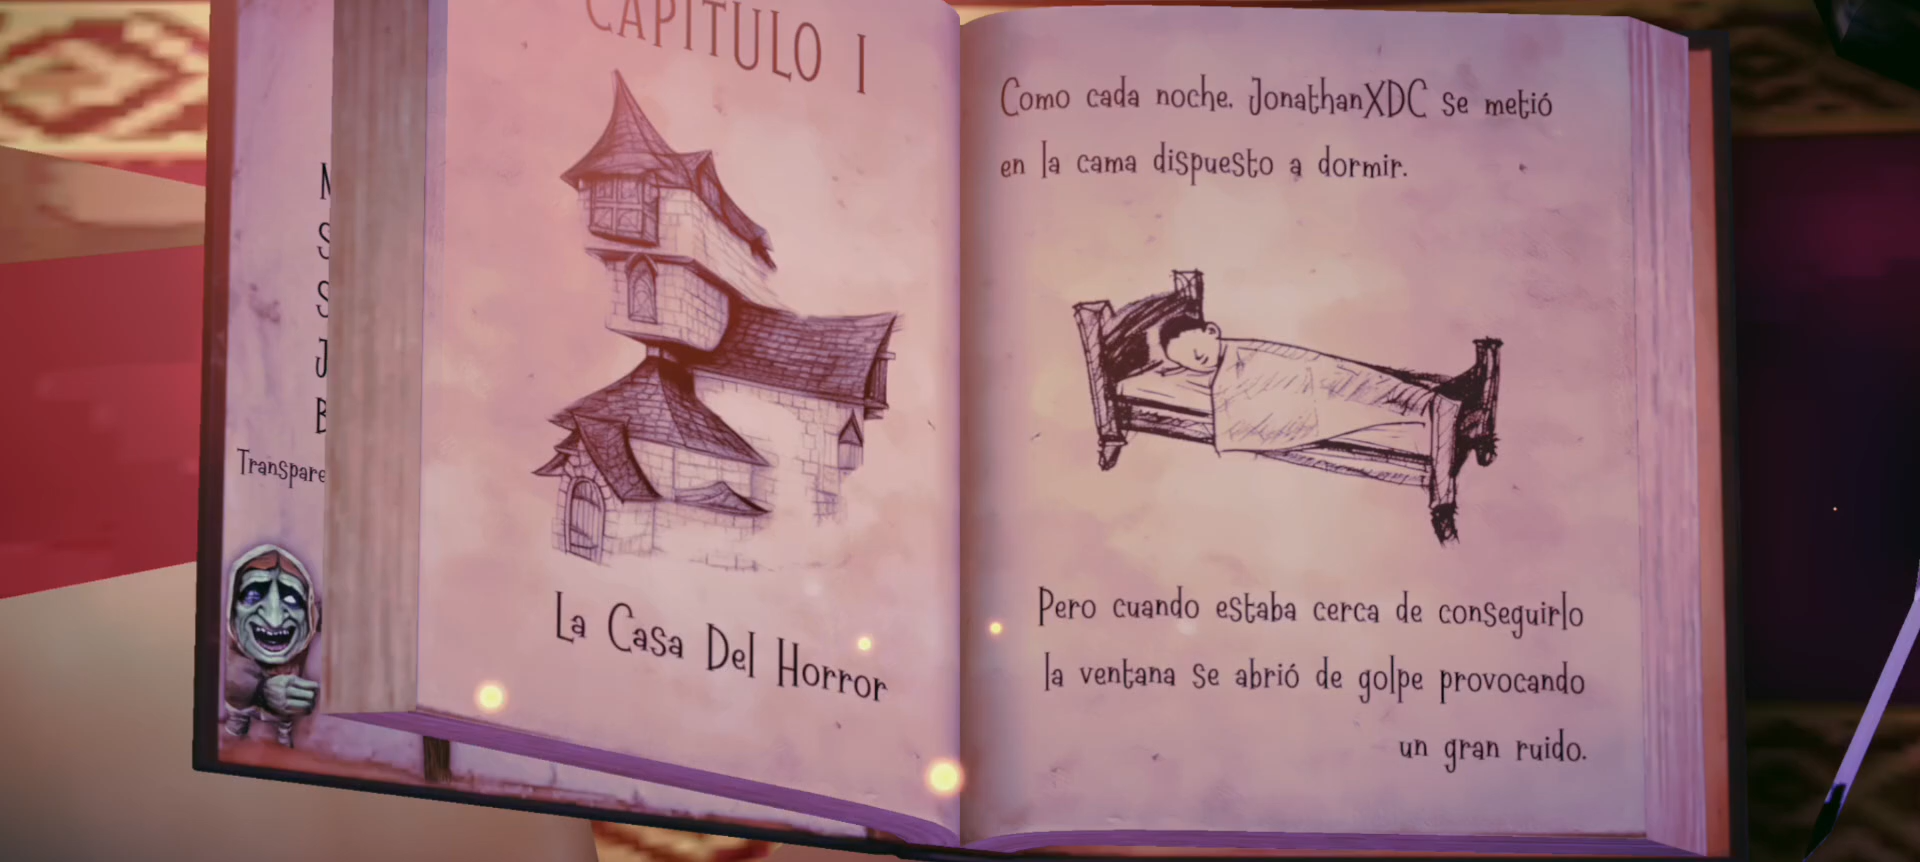 CAPITULO I
La Casa Del Horror
Como cada noche. JonathanXDC se metió
en la cama dispuesto a dormir.
Pero cuando estaba cerca de conseguirlo
la ventana se abrió de golpe provocando
un gran ruido.